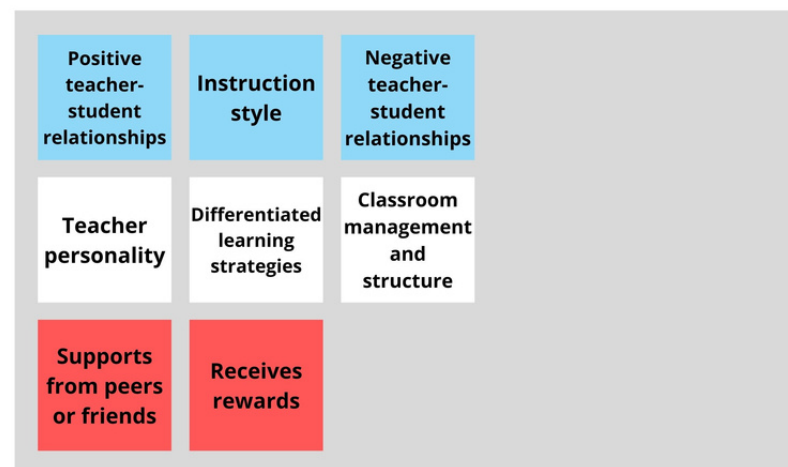 Positive
teacher-
student
relationships
Instruction
style
Negative
teacher-
student
relationships
Teacher
personality
Differentiated
learning
strategies
Classroom
management
and
structure
Supports
from peers
or friends
Receives
rewards